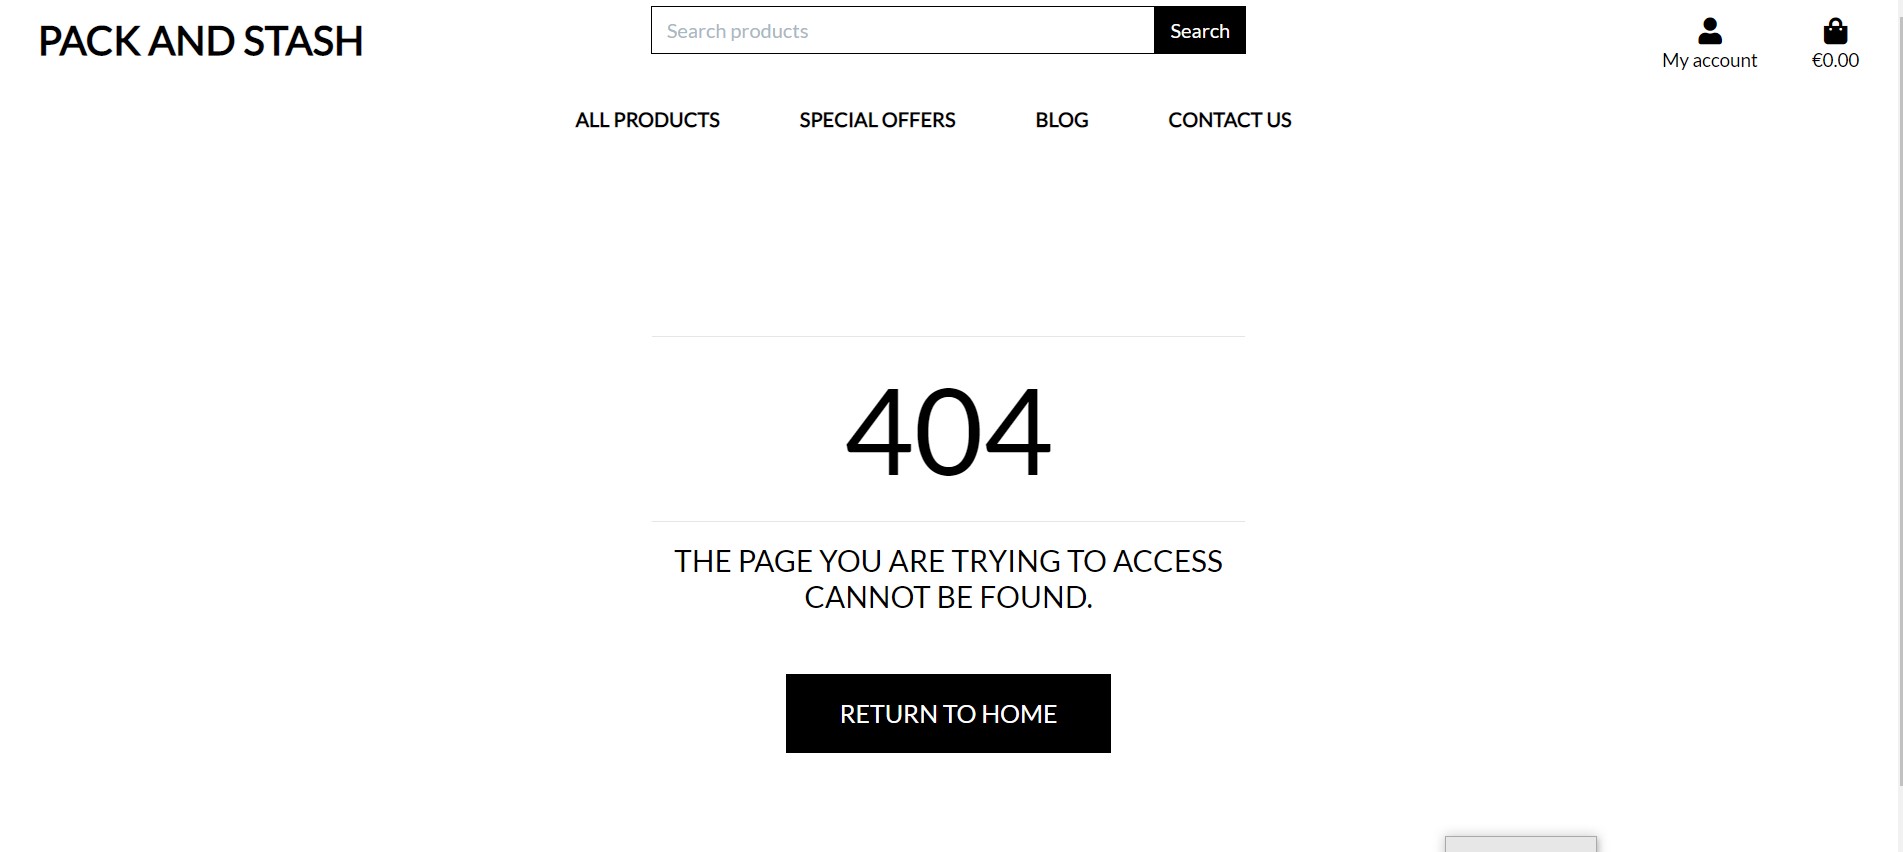 PACK AND STASH
Search products
Search
My account
€0.00
ALL PRODUCTS
SPECIAL OFFERS
BLOG
CONTACT US
404
THE PAGE YOU ARE TRYING TO ACCESS
CANNOT BE FOUND.
RETURN TO HOME